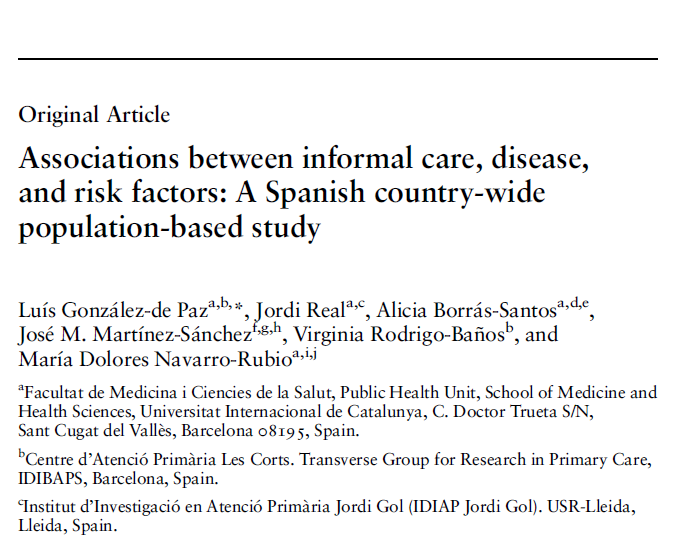 Original Article
Associations between informal care, disease,
and risk factors: A Spanish country-wide
population-based study
Luís González-de Paz^a,b,*, Jordi Real^a,c, Alicia Borrás-Santos^a,d,e,
José M. Martínez-Sánchez^f,g,h, Virginia Rodrigo-Baños^b, and
María Dolores Navarro-Rubio^a,i,j
^aFacultat de Medicina i Ciencies de la Salut, Public Health Unit, School of Medicine and
Health Sciences, Universitat Internacional de Catalunya, C. Doctor Trueta S/N,
Sant Cugat del Vallès, Barcelona 08195, Spain.
^bCentre d'Atenció Primària Les Corts. Transverse Group for Research in Primary Care,
IDIBAPS, Barcelona, Spain.
^cInstitut d'Investigació en Atenció Primària Jordi Gol (IDIAP Jordi Gol). USR-Lleida,
Lleida, Spain.